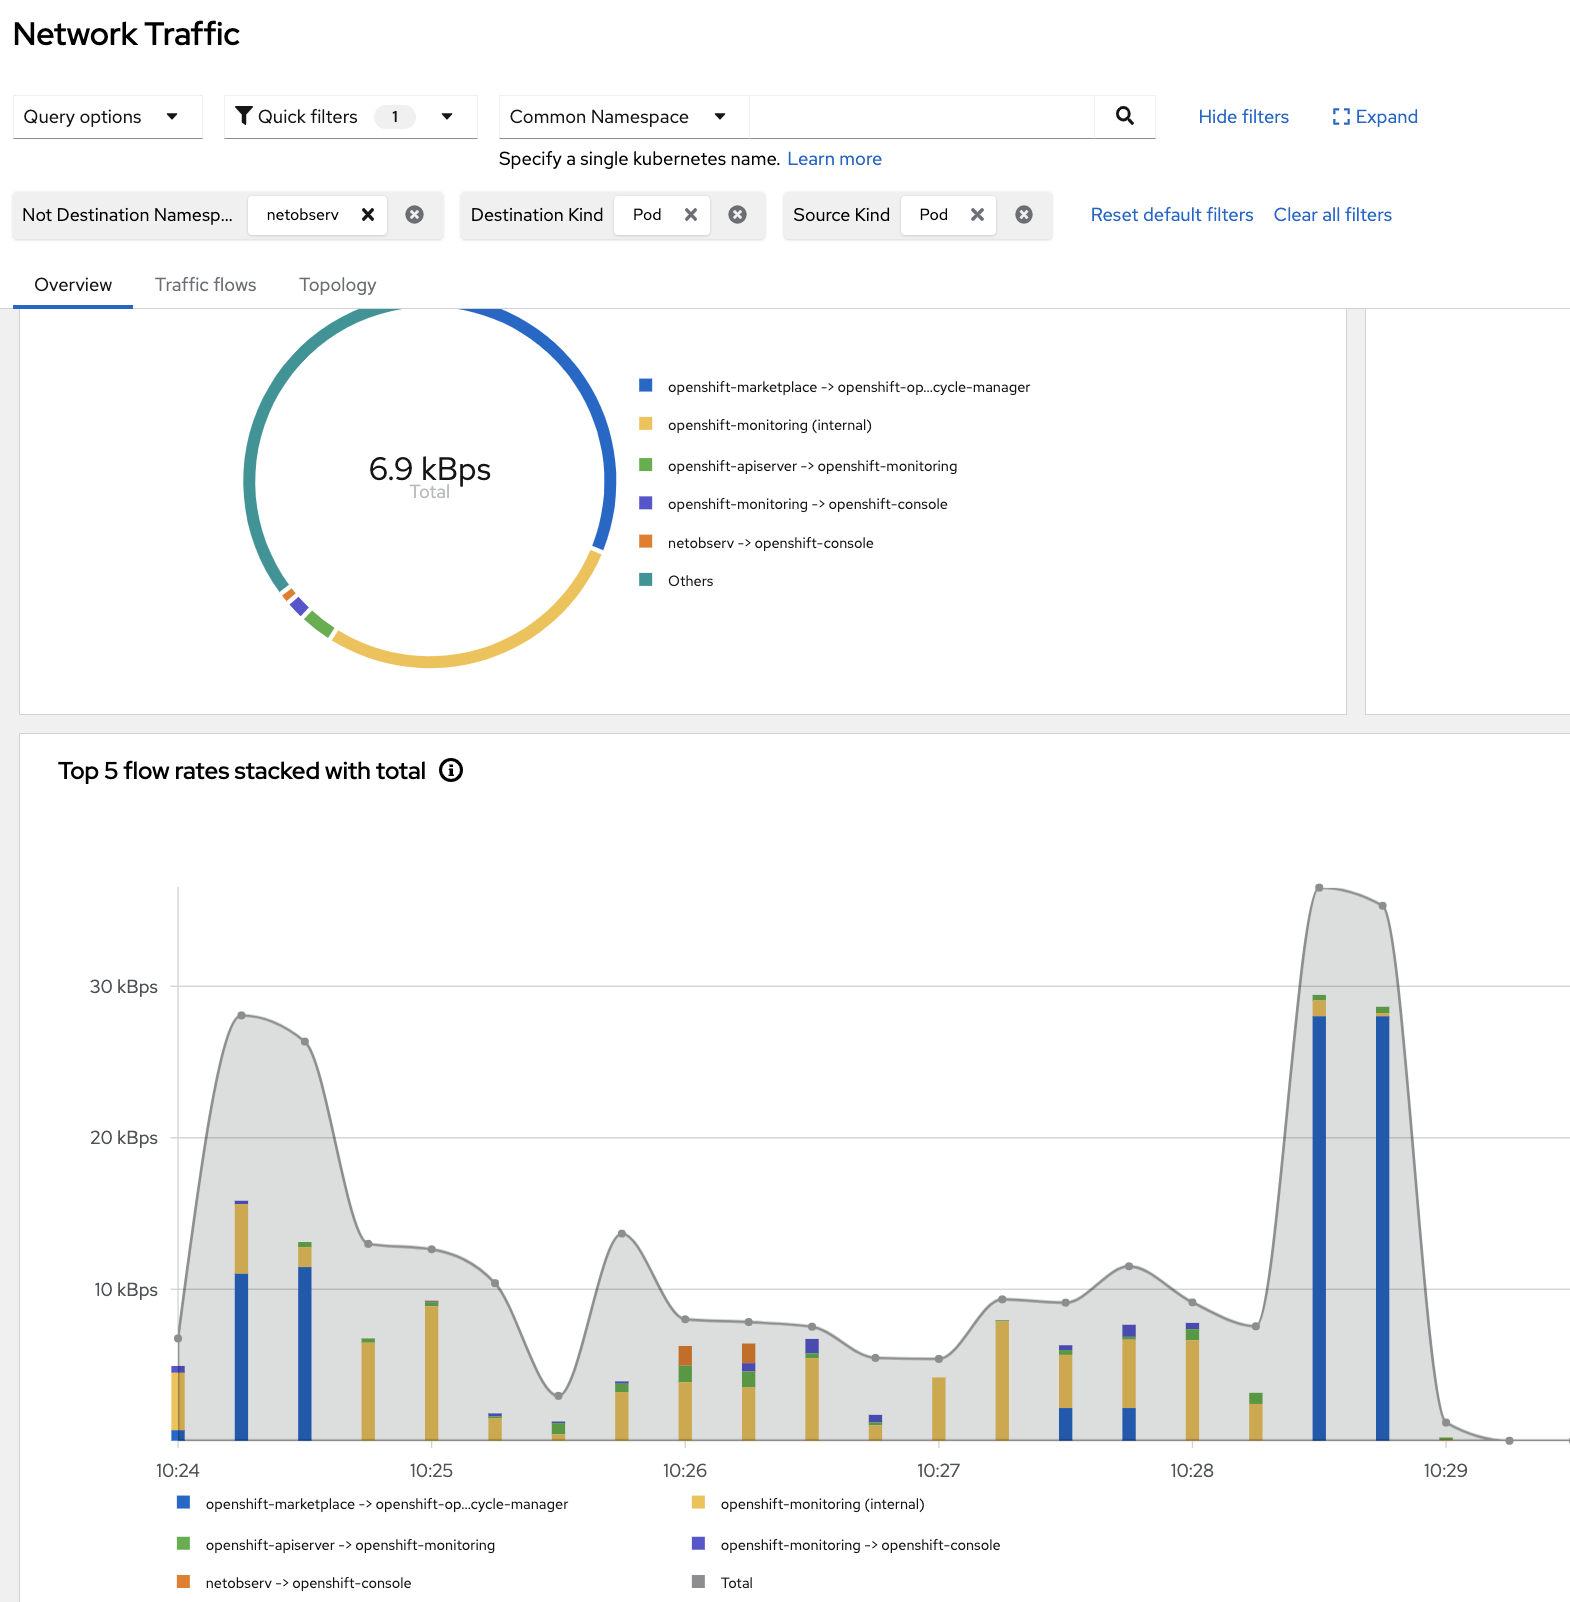 Network Traffic
Query options
Quick filters 1
Common Namespace
Hide filters
Expand
Specify a single kubernetes name. Learn more
Not Destination Namesp... netobserv
Destination Kind Pod
Source Kind Pod
Reset default filters
Clear all filters
Overview
Traffic flows
Topology
6.9 kBps
Total
openshift-marketplace -> openshift-op...cycle-manager
openshift-monitoring (internal)
openshift-apiserver -> openshift-monitoring
openshift-monitoring -> openshift-console
netobserv -> openshift-console
Others
Top 5 flow rates stacked with total
30 kBps
20 kBps
10 kBps
10:24
10:25
10:26
10:27
10:28
10:29
openshift-marketplace -> openshift-op...cycle-manager
openshift-monitoring (internal)
openshift-apiserver -> openshift-monitoring
openshift-monitoring -> openshift-console
netobserv -> openshift-console
Total